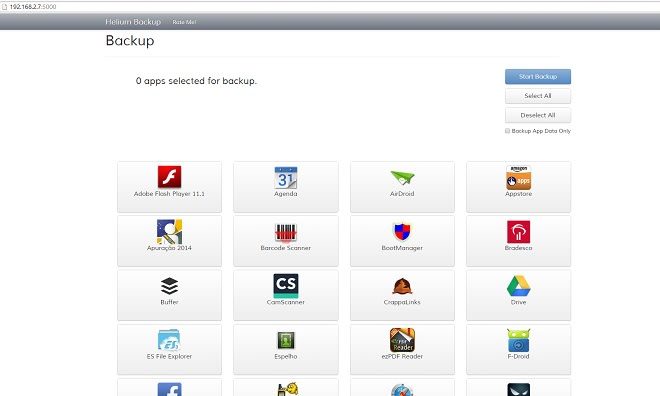 192.168.2.7:5000
Helium Backup Rate Me!
Backup
0 apps selected for backup.
Start Backup
Select All
Deselect All
Backup App Data Only
Adobe Flash Player 11.1
31
Agenda
AirDroid
amazon
apps
Appstore
Apuração 2014
Barcode Scanner
BootManager
Bradesco
Buffer
CS
CamScanner
CrappaLinks
Drive
ES
ES File Explorer
Espelho
PDF
Reader
ezPDF Reader
F-Droid